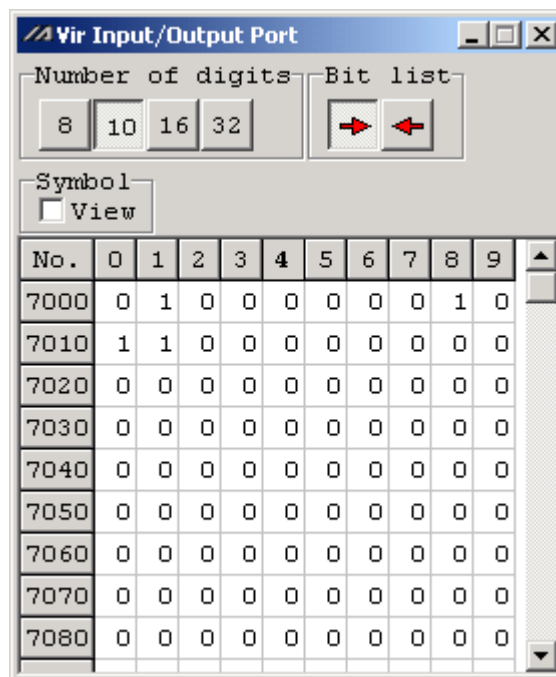 Vir Input/Output Port
Number of digits Bit list
8 10 16 32
Symbol
View
No. 0 1 2 3 4 5 6 7 8 9
7000 0 1 0 0 0 0 0 0 1 0
7010 1 1 0 0 0 0 0 0 0 0
7020 0 0 0 0 0 0 0 0 0 0
7030 0 0 0 0 0 0 0 0 0 0
7040 0 0 0 0 0 0 0 0 0 0
7050 0 0 0 0 0 0 0 0 0 0
7060 0 0 0 0 0 0 0 0 0 0
7070 0 0 0 0 0 0 0 0 0 0
7080 0 0 0 0 0 0 0 0 0 0